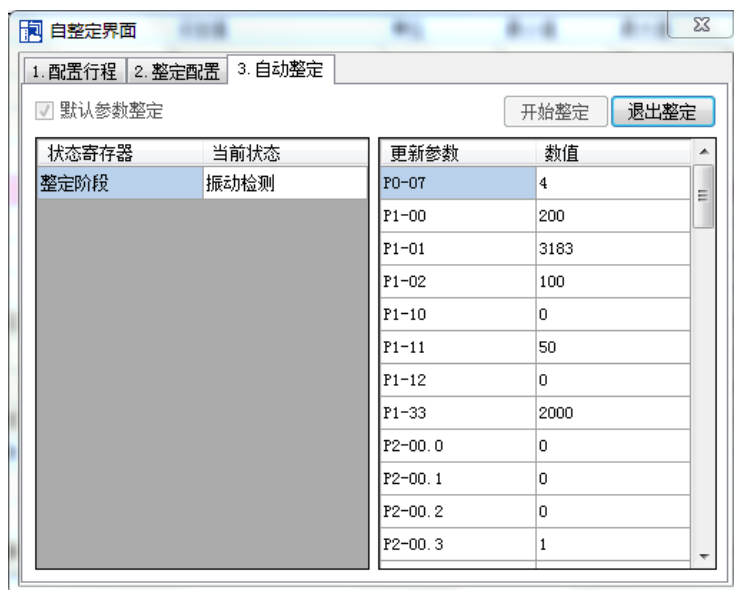 自整定界面
1. 配置行程 2. 整定配置 3. 自动整定
默认参数整定 开始整定 退出整定
状态寄存器 当前状态 更新参数 数值
整定阶段 振动检测 P0-07 4
P1-00 200
P1-01 3183
P1-02 100
P1-10 0
P1-11 50
P1-12 0
P1-33 2000
P2-00.0 0
P2-00.1 0
P2-00.2 0
P2-00.3 1